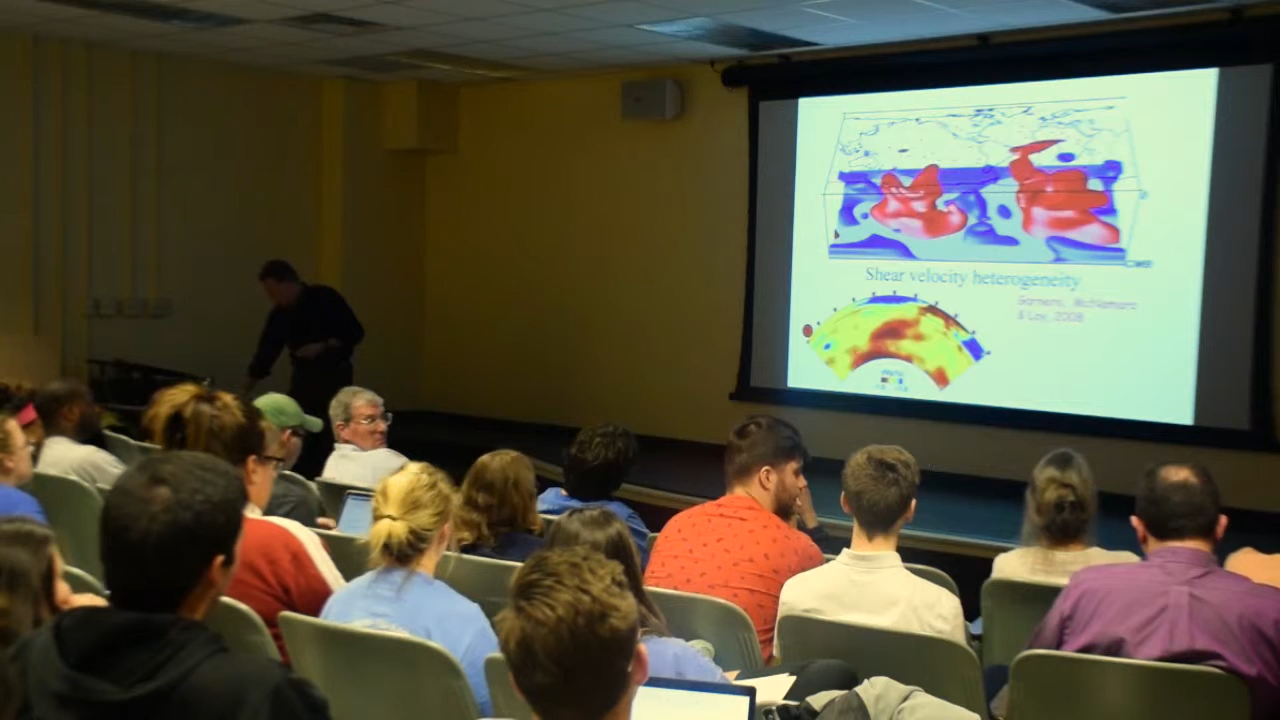 Shear velocity heterogeneity
Garnero, McNamara
& Lay, 2008